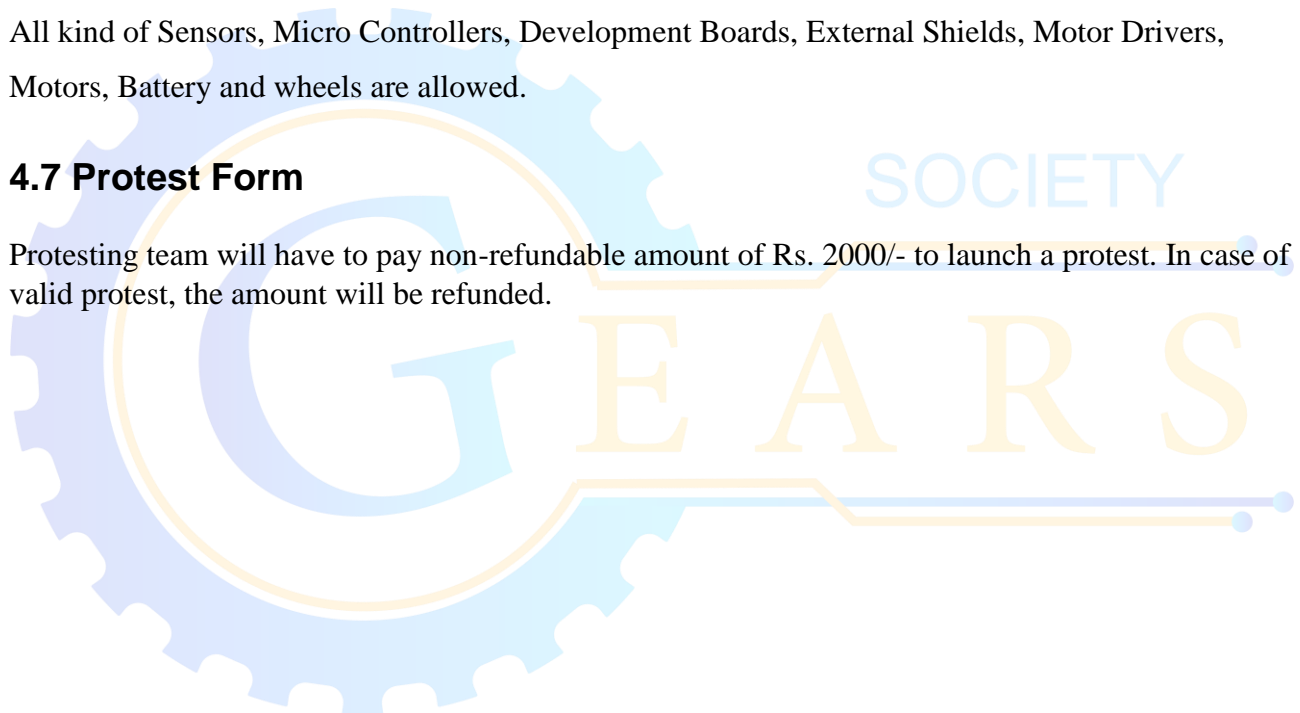 All kind of Sensors, Micro Controllers, Development Boards, External Shields, Motor Drivers,
Motors, Battery and wheels are allowed.
4.7 Protest Form
SOCIETY
Protesting team will have to pay non-refundable amount of Rs. 2000/- to launch a protest. In case of
valid protest, the amount will be refunded.
GEARS